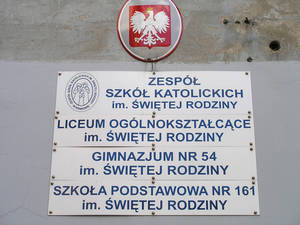 ZESPÓŁ
SZKÓŁ KATOLICKICH
im. ŚWIĘTEJ RODZINY
LICEUM OGÓLNOKSZTAŁCĄCE
im. ŚWIĘTEJ RODZINY
GIMNAZJUM NR 54
im. ŚWIĘTEJ RODZINY
SZKOŁA PODSTAWOWA NR 161
im. ŚWIĘTEJ RODZINY